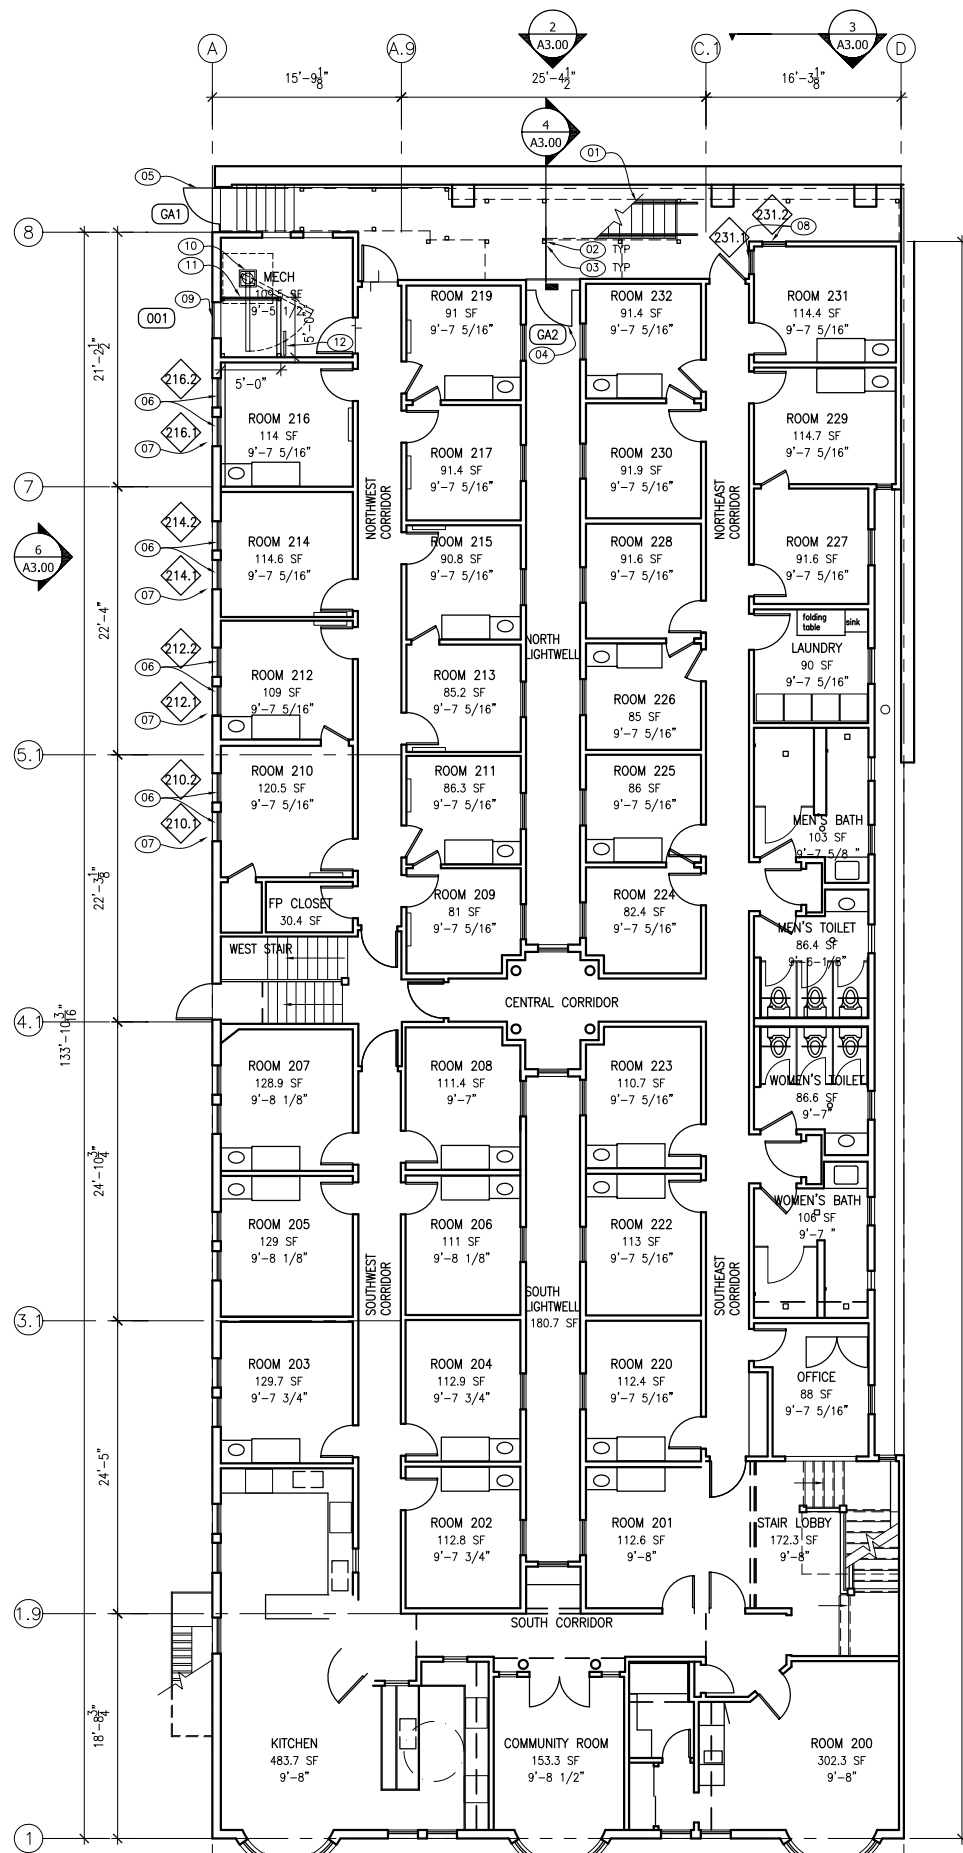 2
A3.00
3
A3.00
A
A.9
C.1
D
15'-9 1/8"
25'-4 1/2"
16'-3 1/8"
4
A3.00
01
05
GA1
231.2
231.1
08
8
10
11
02 TYP
03 TYP
MECH
109.5 SF
9'-5 1/2"
5'-0"
09
001
12
GA2
04
ROOM 219
91 SF
9'-7 5/16"
ROOM 232
91.4 SF
9'-7 5/16"
ROOM 231
114.4 SF
9'-7 5/16"
21'-2 1/2"
216.2
06
216.1
07
5'-0"
ROOM 216
114 SF
9'-7 5/16"
ROOM 217
91.4 SF
9'-7 5/16"
ROOM 230
91.9 SF
9'-7 5/16"
ROOM 229
114.7 SF
9'-7 5/16"
7
NORTHWEST
CORRIDOR
NORTHEAST
CORRIDOR
6
A3.00
214.2
06
214.1
07
ROOM 214
114.6 SF
9'-7 5/16"
ROOM 215
90.8 SF
9'-7 5/16"
ROOM 228
91.6 SF
9'-7 5/16"
ROOM 227
91.6 SF
9'-7 5/16"
22'-4"
NORTH
LIGHTWELL
folding
table
sink
LAUNDRY
90 SF
9'-7 5/16"
212.2
06
212.1
07
ROOM 212
109 SF
9'-7 5/16"
ROOM 213
85.2 SF
9'-7 5/16"
ROOM 226
85 SF
9'-7 5/16"
5.1
210.2
06
210.1
07
ROOM 210
120.5 SF
9'-7 5/16"
ROOM 211
86.3 SF
9'-7 5/16"
ROOM 225
86 SF
9'-7 5/16"
MEN'S BATH
103 SF
9'-7 5/8 "
22'-3 1/8"
FP CLOSET
30.4 SF
ROOM 209
81 SF
9'-7 5/16"
ROOM 224
82.4 SF
9'-7 5/16"
MEN'S TOILET
86.4 SF
9'-6-1/8"
WEST STAIR
CENTRAL CORRIDOR
4.1
133'-10 3/16"
ROOM 207
128.9 SF
9'-8 1/8"
ROOM 208
111.4 SF
9'-7"
ROOM 223
110.7 SF
9'-7 5/16"
WOMEN'S TOILET
86.6 SF
9'-7"
24'-10 3/4"
ROOM 205
129 SF
9'-8 1/8"
ROOM 206
111 SF
9'-8 1/8"
ROOM 222
113 SF
9'-7 5/16"
WOMEN'S BATH
106 SF
9'-7 "
SOUTHWEST
CORRIDOR
SOUTH
LIGHTWELL
180.7 SF
SOUTHEAST
CORRIDOR
3.1
ROOM 203
129.7 SF
9'-7 3/4"
ROOM 204
112.9 SF
9'-7 3/4"
ROOM 220
112.4 SF
9'-7 5/16"
OFFICE
88 SF
9'-7 5/16"
24'-5"
ROOM 202
112.8 SF
9'-7 3/4"
ROOM 201
112.6 SF
9'-8"
STAIR LOBBY
172.3 SF
9'-8"
1.9
SOUTH CORRIDOR
18'-8 3/4"
KITCHEN
483.7 SF
9'-8"
COMMUNITY ROOM
153.3 SF
9'-8 1/2"
ROOM 200
302.3 SF
9'-8"
1